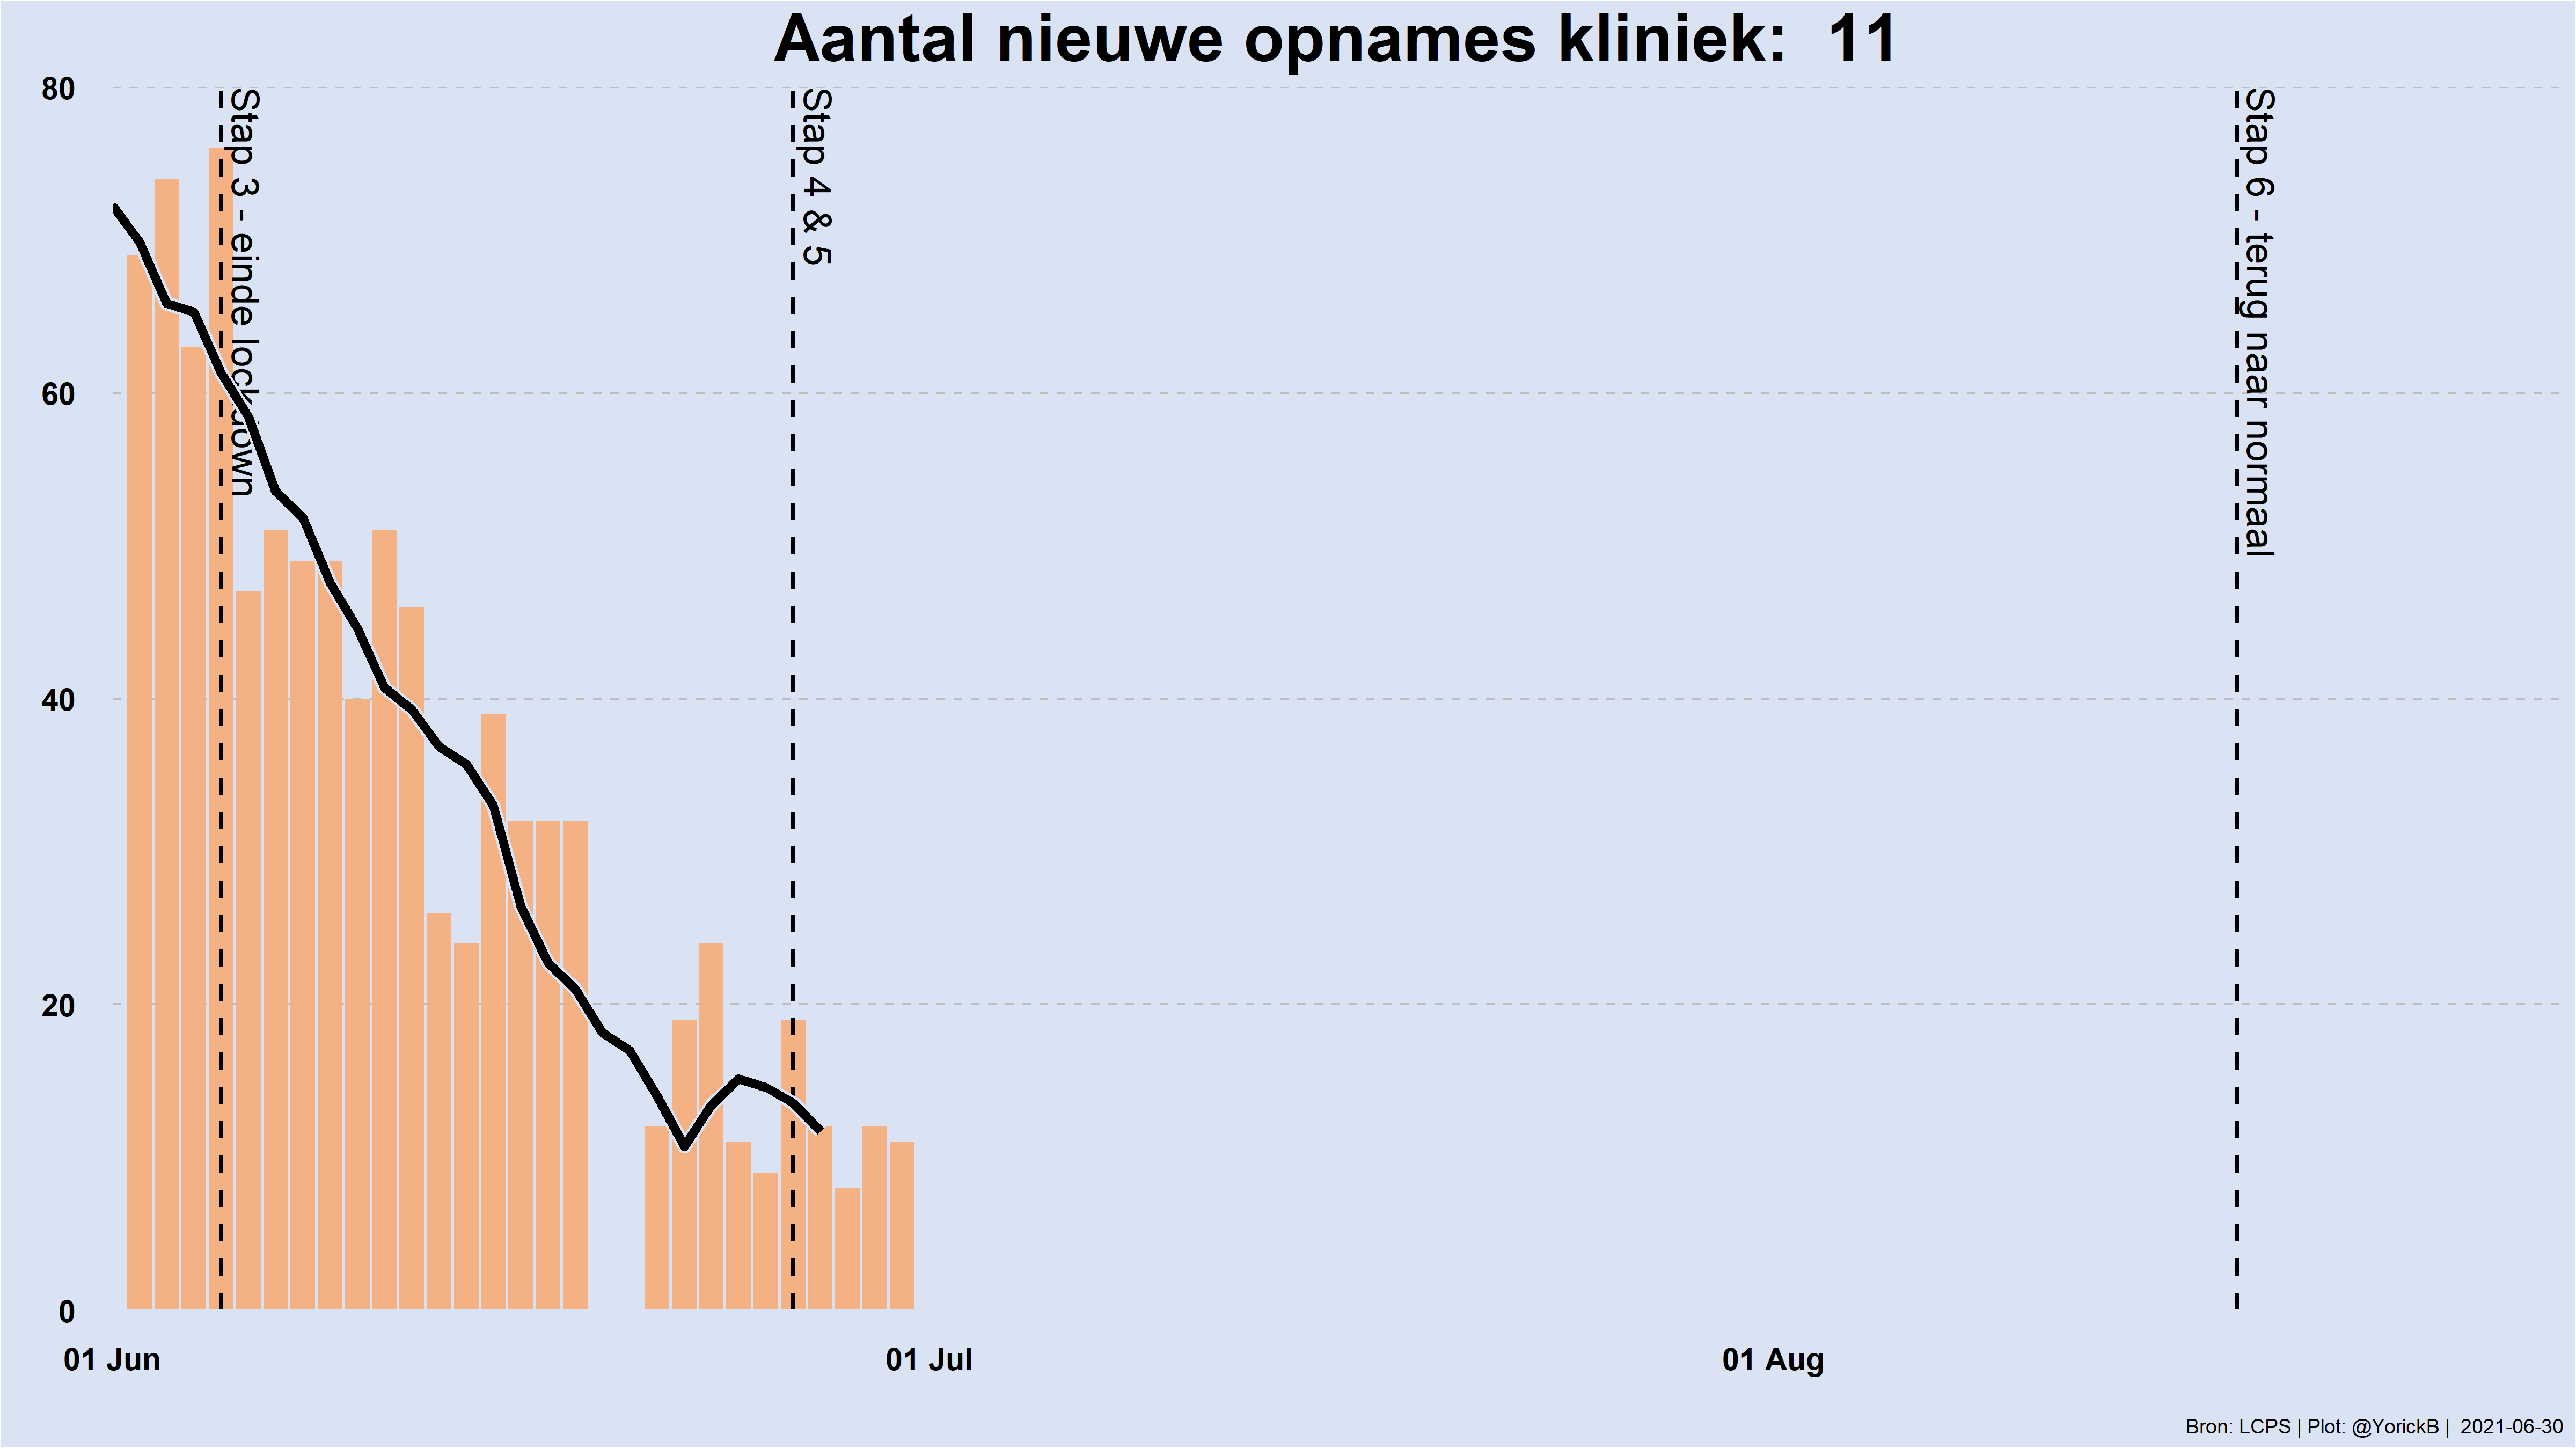 Aantal nieuwe opnames kliniek:  11
80
60
40
20
0
Stap 3 - einde lockdown
Stap 4 & 5
Stap 6 - terug naar normaal
01 Jun
01 Jul
01 Aug
Bron: LCPS | Plot: @YorickB |  2021-06-30